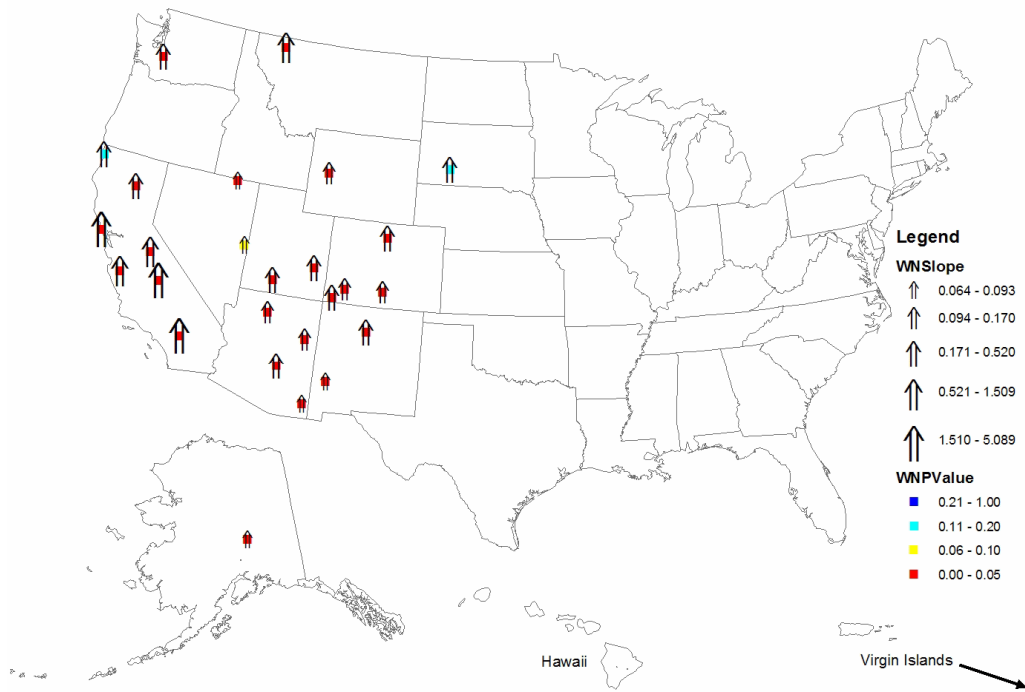 Legend
WNSlope
0.064 - 0.093
0.094 - 0.170
0.171 - 0.520
0.521 - 1.509
1.510 - 5.089
WNPValue
0.21 - 1.00
0.11 - 0.20
0.06 - 0.10
0.00 - 0.05
Hawaii
Virgin Islands